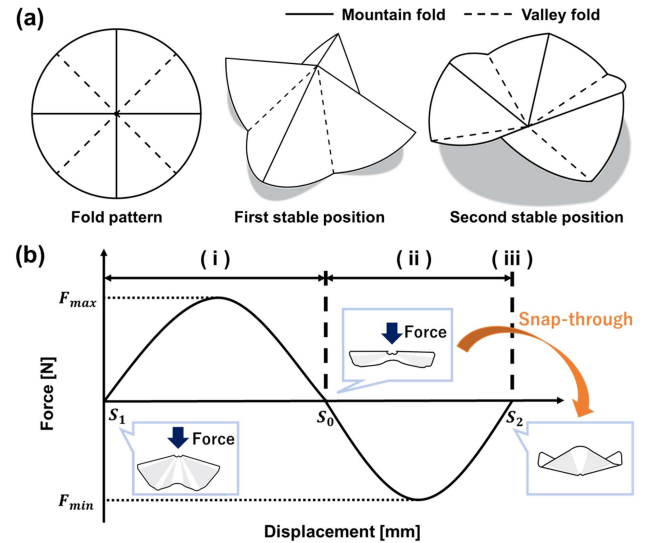 (a)
Mountain fold
Valley fold
Fold pattern
First stable position
Second stable position
(b)
( i )
( ii )
( iii )
F_max
Force
Snap-through
Force [N]
S_1
S_0
S_2
Force
F_min
Displacement [mm]